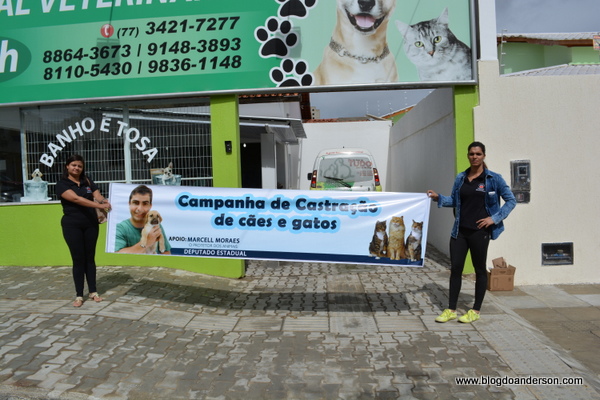 AL VETERINÁR
(77) 3421-7277
h
8864-3673 | 9148-3893
8110-5430 | 9836-1148
BANHO E TOSA
Campanha de Castração
de cães e gatos
APOIO: MARCELL MORAES
DEPUTADO ESTADUAL
www.blogdoanderson.com